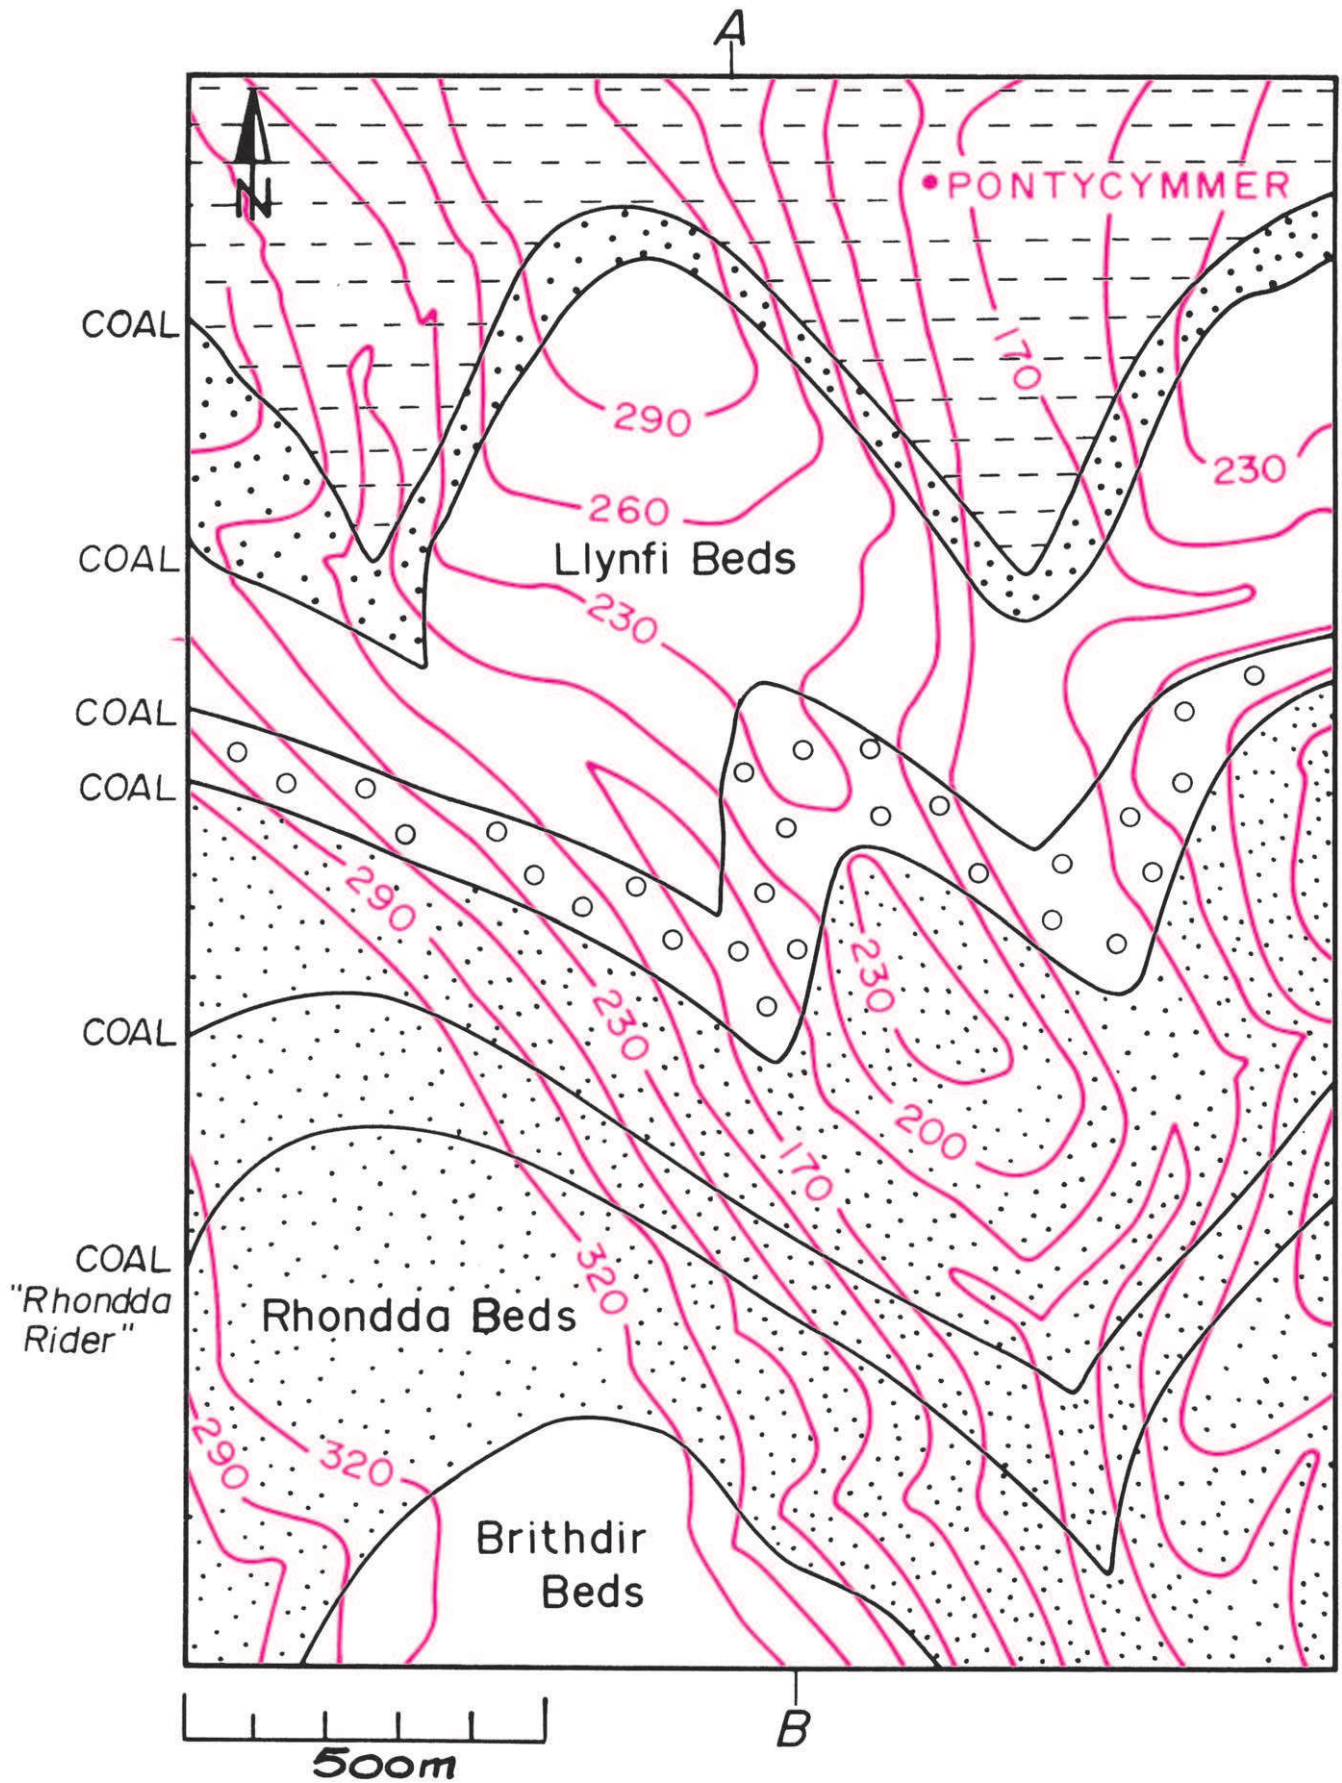 A
N
PONTYCYMMER
COAL
170
290
230
260
COAL
Llynfi Beds
230
COAL
COAL
290
230
230
COAL
200
170
COAL
"Rhondda
Rider"
320
Rhondda Beds
290
320
Brithdir
Beds
500m
B